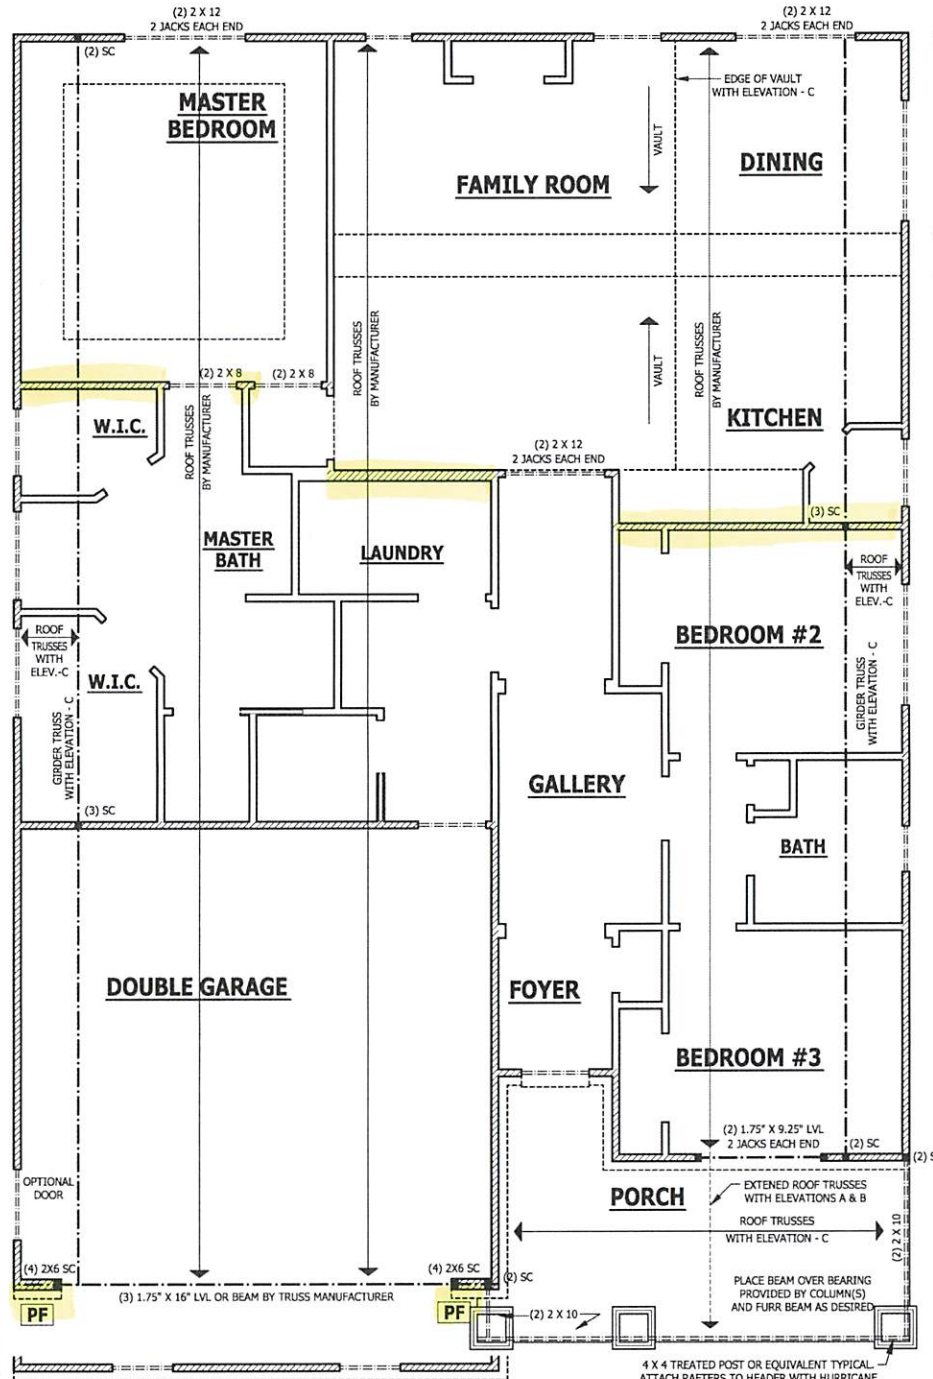 (2) 2 X 12
2 JACKS EACH END
(2) 2 X 12
2 JACKS EACH END
(2) SC
EDGE OF VAULT
WITH ELEVATION - C
MASTER
BEDROOM
VAULT
DINING
FAMILY ROOM
ROOF TRUSSES
BY MANUFACTURER
ROOF TRUSSES
BY MANUFACTURER
VAULT
(2) 2 X 8
(2) 2 X 8
W.I.C.
ROOF TRUSSES
BY MANUFACTURER
KITCHEN
(2) 2 X 12
2 JACKS EACH END
(3) SC
MASTER
BATH
LAUNDRY
ROOF
TRUSSES
WITH
ELEV.-C
ROOF
TRUSSES
WITH
ELEV.-C
BEDROOM #2
W.I.C.
GIRDER TRUSS
WITH ELEVATION - C
GIRDER TRUSS
WITH ELEVATION - C
GALLERY
(3) SC
BATH
DOUBLE GARAGE
FOYER
BEDROOM #3
(2) 1.75" X 9.25" LVL
2 JACKS EACH END
(2) SC
(2) S
OPTIONAL
DOOR
PORCH
EXTENED ROOF TRUSSES
WITH ELEVATIONS A & B
ROOF TRUSSES
WITH ELEVATION - C
(2) 2 X 10
(4) 2X6 SC
(4) 2X6 SC
(2) SC
(3) 1.75" X 16" LVL OR BEAM BY TRUSS MANUFACTURER
PF
PF
(2) 2 X 10
PLACE BEAM OVER BEARING
PROVIDED BY COLUMN(S)
AND FURR BEAM AS DESIRED
4 X 4 TREATED POST OR EQUIVALENT TYPICAL.
ATTACH RAFTERS TO HEADER WITH HURRICANE